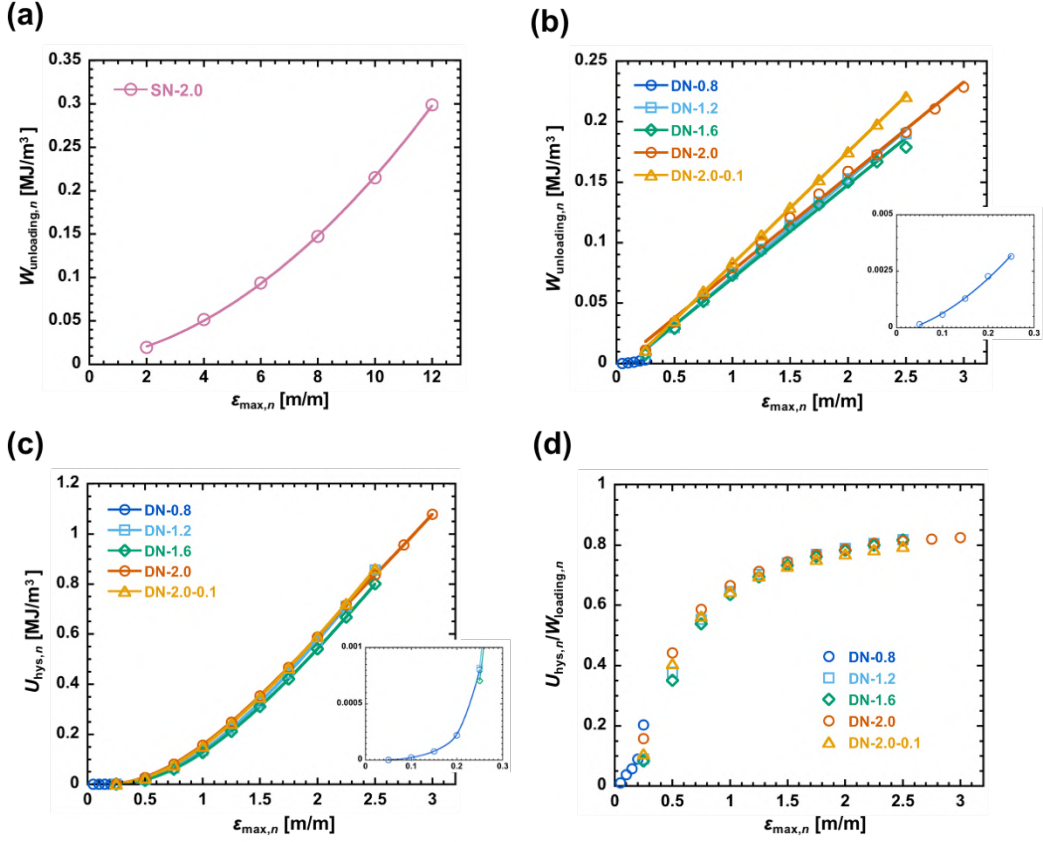 (a)
0.35
0.3
0.25
0.2
0.15
0.1
0.05
0
SN-2.0
W_unloading,n [MJ/m³]
0 2 4 6 8 10 12
ε_max,n [m/m]
(b)
0.25
0.20
0.15
0.10
0.05
0
DN-0.8
DN-1.2
DN-1.6
DN-2.0
DN-2.0-0.1
W_unloading,n [MJ/m³]
0.005
0.0025
0
0 0.1 0.2 0.3
0 0.5 1 1.5 2 2.5 3
ε_max,n [m/m]
(c)
1.2
1
0.8
0.6
0.4
0.2
0
DN-0.8
DN-1.2
DN-1.6
DN-2.0
DN-2.0-0.1
U_hys,n [MJ/m³]
0.001
0.0005
0
0 0.1 0.2 0.3
0 0.5 1 1.5 2 2.5 3
ε_max,n [m/m]
(d)
1
0.8
0.6
0.4
0.2
0
U_hys,n/W_loading,n
DN-0.8
DN-1.2
DN-1.6
DN-2.0
DN-2.0-0.1
0 0.5 1 1.5 2 2.5 3
ε_max,n [m/m]